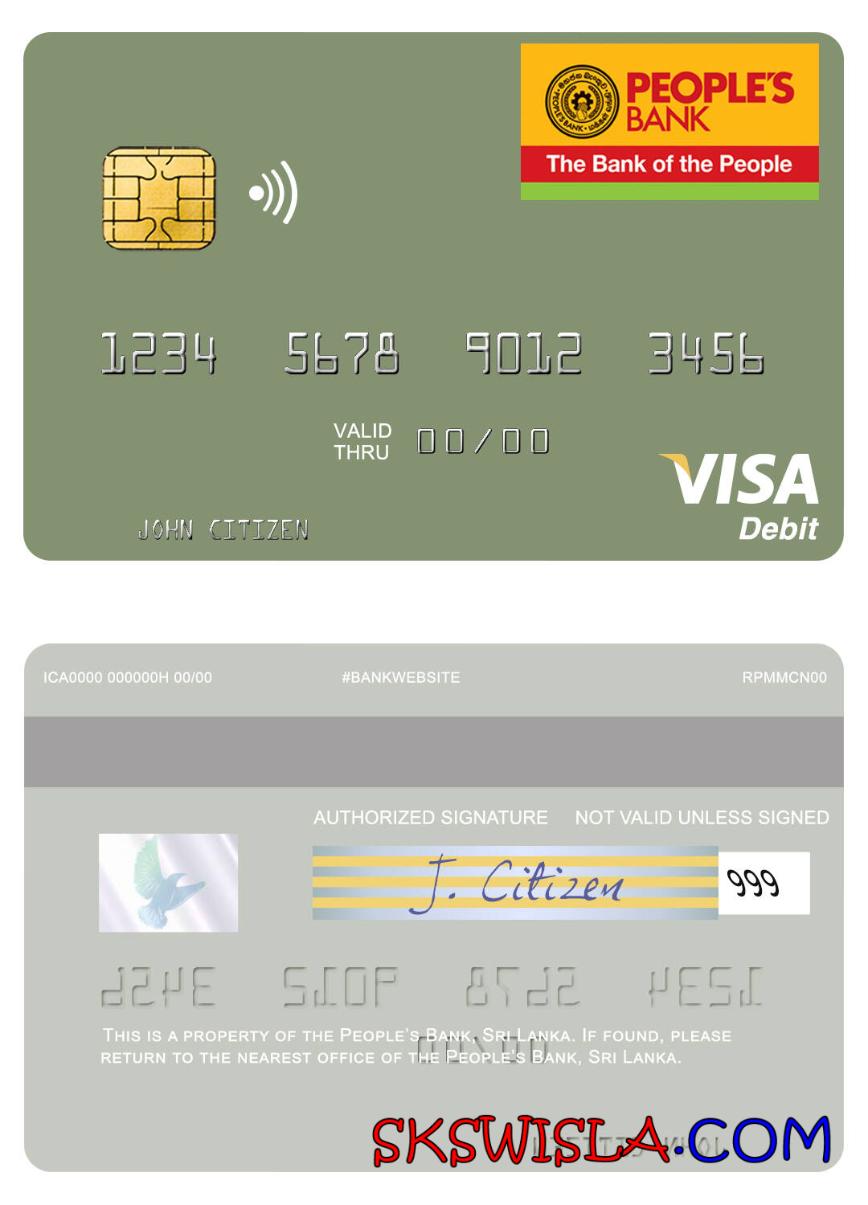 PEOPLE'S
BANK
The Bank of the People
1234 5678 9012 3456
VALID
THRU 00/00
VISA
Debit
JOHN CITIZEN
ICA0000 000000H 00/00 #BANKWEBSITE RPMMCN00
AUTHORIZED SIGNATURE NOT VALID UNLESS SIGNED
J. Citizen 999
THIS IS A PROPERTY OF THE PEOPLE'S BANK, SRI LANKA. IF FOUND, PLEASE
RETURN TO THE NEAREST OFFICE OF THE PEOPLE'S BANK, SRI LANKA.
SKSWISLA.COM